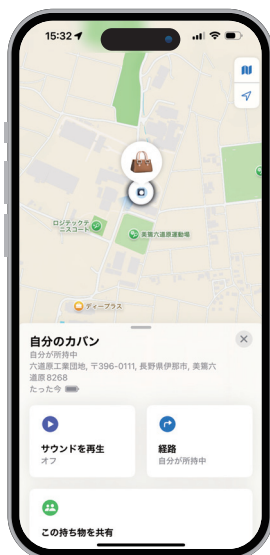 15:32
ロジテックテ
ニスコート
美篶六道原運動場
ディープラス
自分のカバン
自分が所持中
六道原工業団地, 〒396-0111, 長野県伊那市, 美篶六
道原8268
たった今
サウンドを再生
オフ
経路
自分が所持中
この持ち物を共有